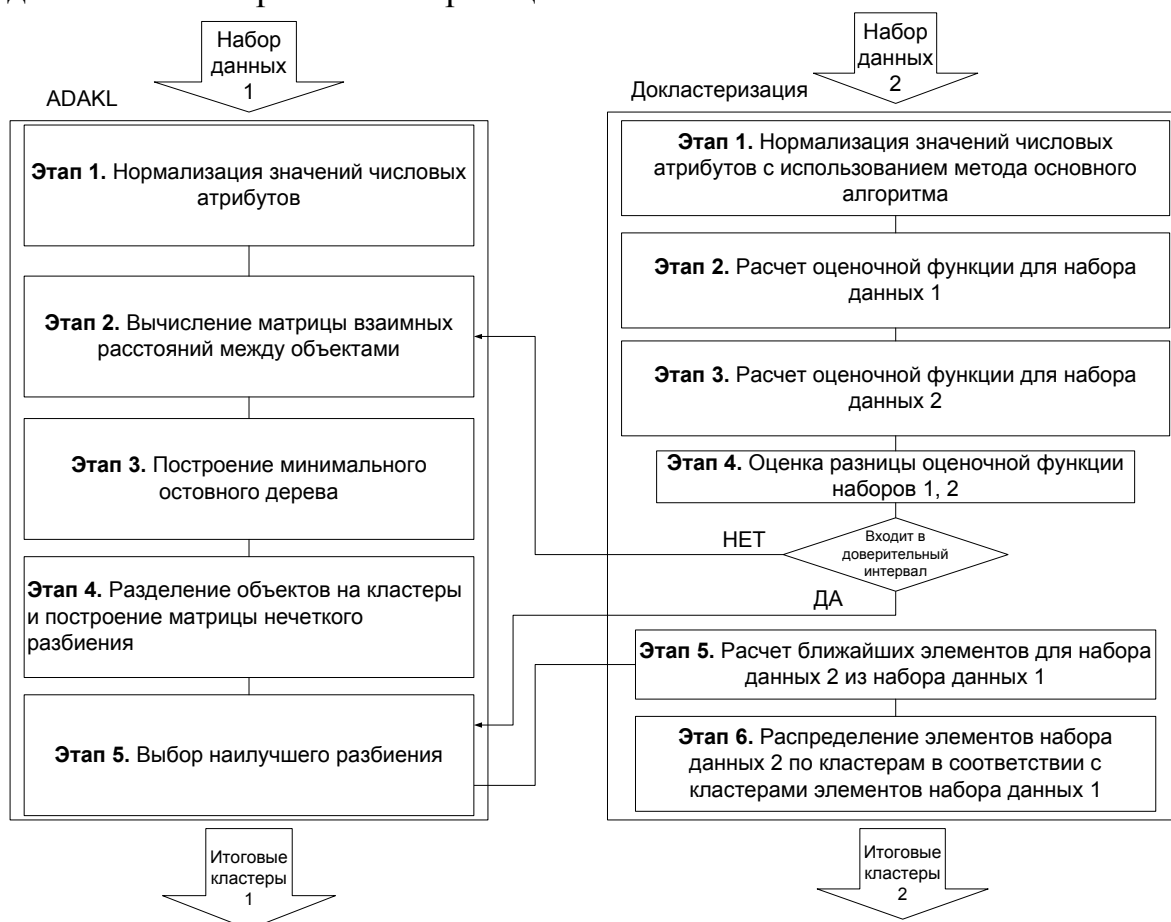 Набор
данных
1
ADAKL
Этап 1. Нормализация значений числовых
атрибутов
Этап 2. Вычисление матрицы взаимных
расстояний между объектами
Этап 3. Построение минимального
остовного дерева
Этап 4. Разделение объектов на кластеры
и построение матрицы нечеткого
разбиения
Этап 5. Выбор наилучшего разбиения
Итоговые
кластеры
1
Набор
данных
2
Докластеризация
Этап 1. Нормализация значений числовых
атрибутов с использованием метода основного
алгоритма
Этап 2. Расчет оценочной функции для набора
данных 1
Этап 3. Расчет оценочной функции для набора
данных 2
Этап 4. Оценка разницы оценочной функции
наборов 1, 2
НЕТ
Входит в
доверительный
интервал
ДА
Этап 5. Расчет ближайших элементов для набора
данных 2 из набора данных 1
Этап 6. Распределение элементов набора
данных 2 по кластерам в соответствии с
кластерами элементов набора данных 1
Итоговые
кластеры
2